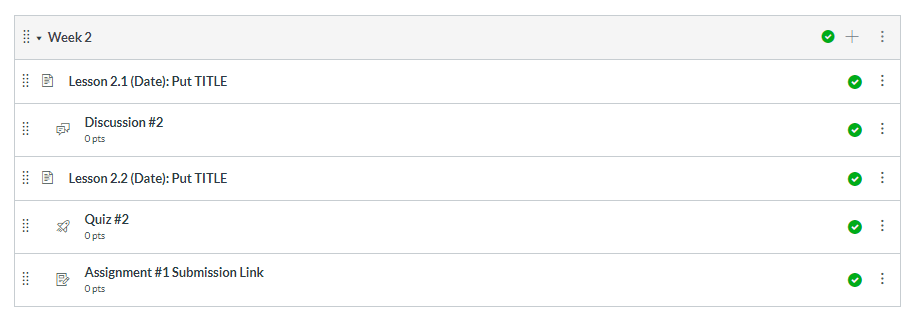 Week 2
Lesson 2.1 (Date): Put TITLE
Discussion #2
0 pts
Lesson 2.2 (Date): Put TITLE
Quiz #2
0 pts
Assignment #1 Submission Link
0 pts